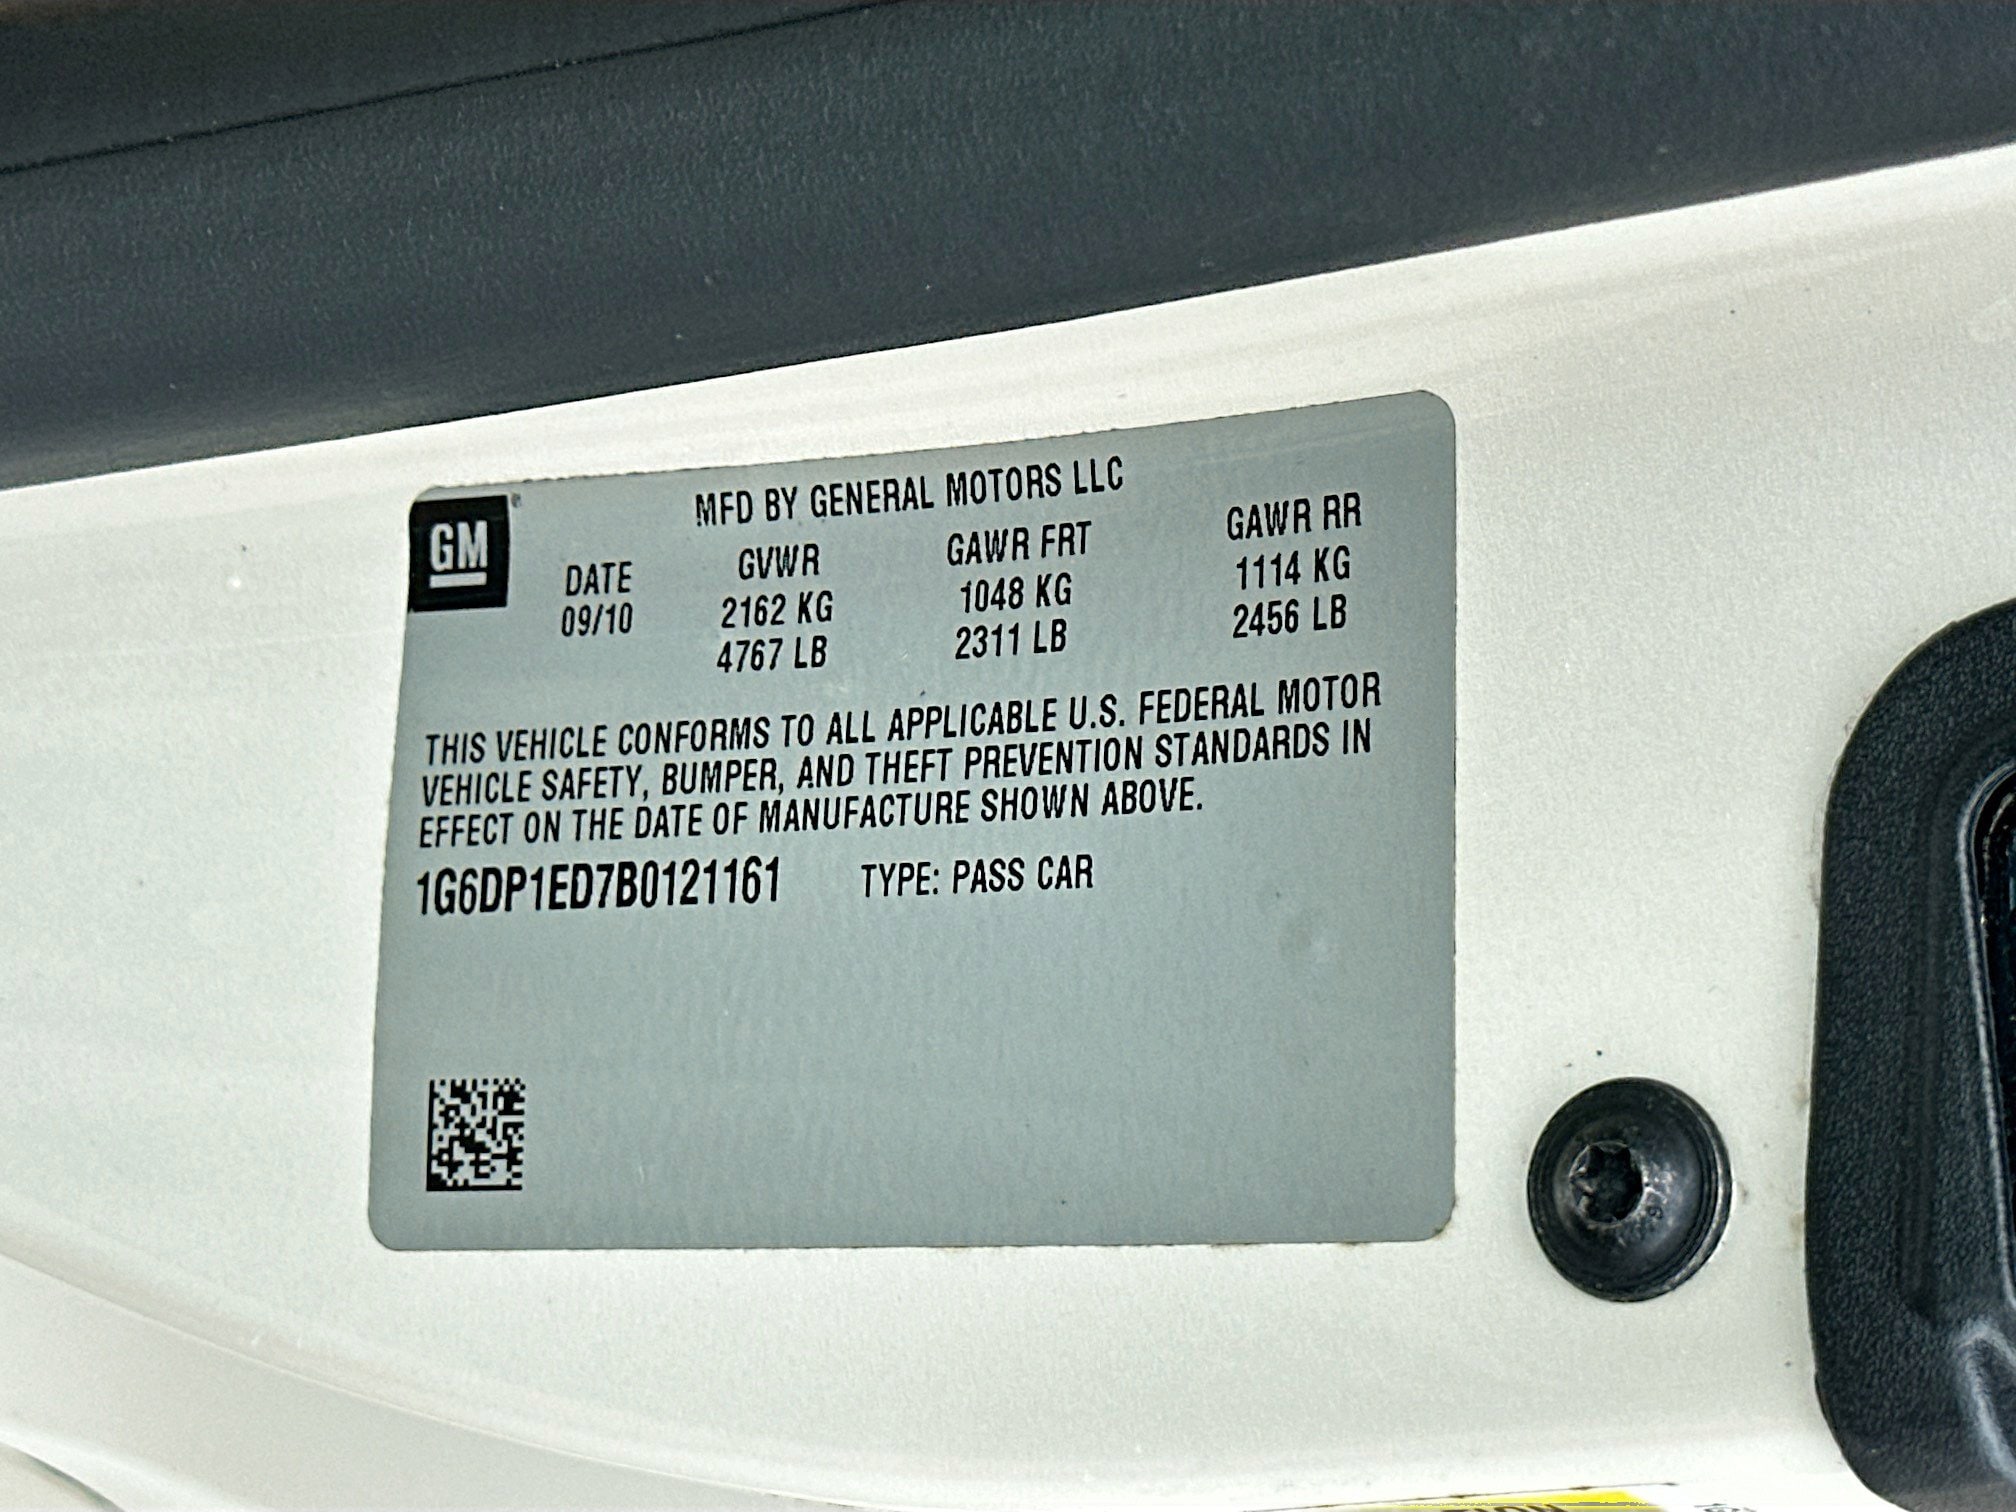 GM
MFD BY GENERAL MOTORS LLC
DATE GVWR GAWR FRT GAWR RR
09/10 2162 KG 1048 KG 1114 KG
4767 LB 2311 LB 2456 LB
THIS VEHICLE CONFORMS TO ALL APPLICABLE U.S. FEDERAL MOTOR
VEHICLE SAFETY, BUMPER, AND THEFT PREVENTION STANDARDS IN
EFFECT ON THE DATE OF MANUFACTURE SHOWN ABOVE.
1G6DP1ED7B0121161 TYPE: PASS CAR